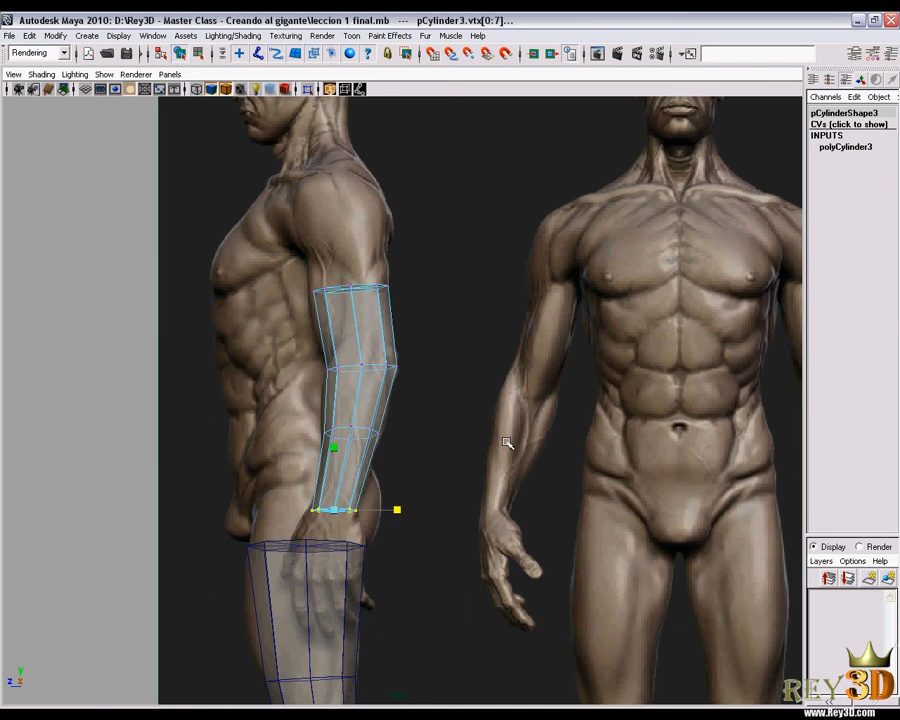 Autodesk Maya 2010: D:\Rey3D - Master Class - Creando al gigante\leccion 1 final.mb --- pCylinder3.vtx[0:7]...
File Edit Modify Create Display Window Assets Lighting/Shading Texturing Render Toon Paint Effects Fur Muscle Help
Rendering
View Shading Lighting Show Renderer Panels
Channels Edit Object
pCylinderShape3
CVs (click to show)
INPUTS
polyCylinder3
Display Render
Layers Options Help
y
z
REY3D
www.Rey3D.com